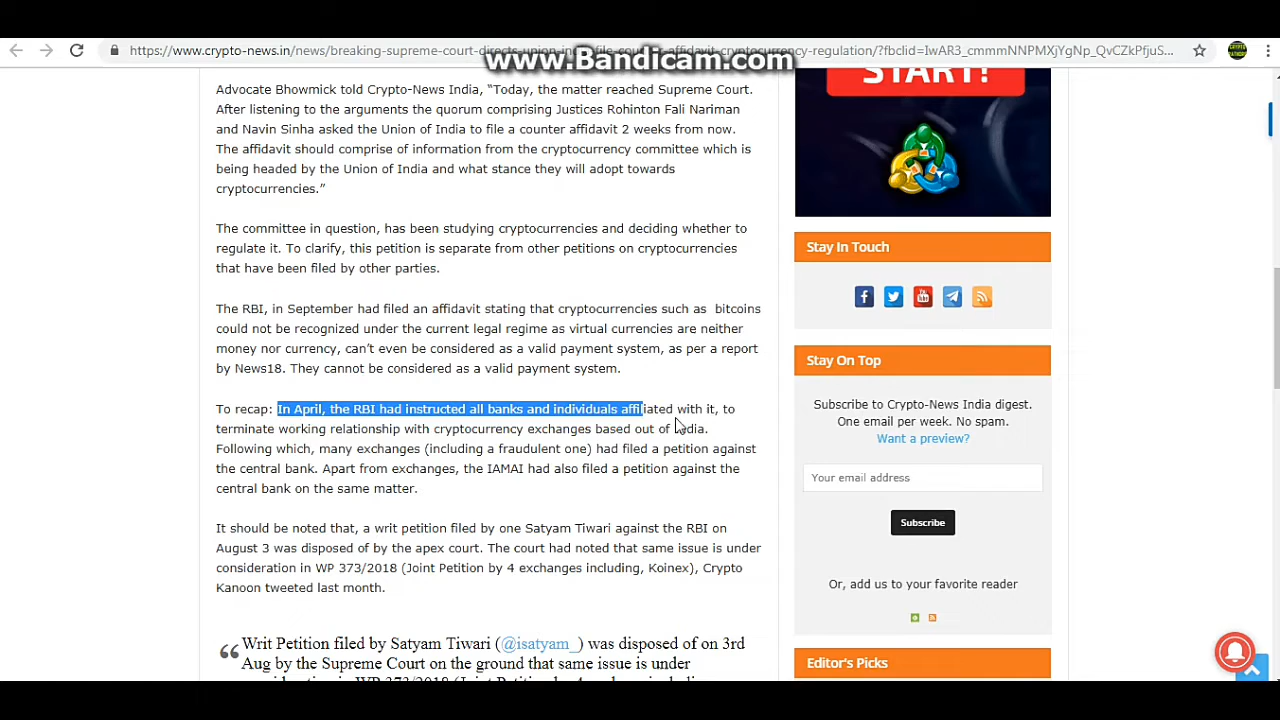 https://www.crypto-news.in/news/breaking-supreme-court-directs-union-in
file-cou
r-affidavit-cryptocurrency-regulation/?fbclid=IwAR3_cmmmNNPMXjYgNp_QvCZkPfjuS...
www.Bandicam.com
START!
Advocate Bhowmick told Crypto-News India, “Today, the matter reached Supreme Court.
After listening to the arguments the quorum comprising Justices Rohinton Fali Nariman
and Navin Sinha asked the Union of India to file a counter affidavit 2 weeks from now.
The affidavit should comprise of information from the cryptocurrency committee which is
being headed by the Union of India and what stance they will adopt towards
cryptocurrencies.”
The committee in question, has been studying cryptocurrencies and deciding whether to
regulate it. To clarify, this petition is separate from other petitions on cryptocurrencies
that have been filed by other parties.
The RBI, in September had filed an affidavit stating that cryptocurrencies such as bitcoins
could not be recognized under the current legal regime as virtual currencies are neither
money nor currency, can’t even be considered as a valid payment system, as per a report
by News18. They cannot be considered as a valid payment system.
To recap: In April, the RBI had instructed all banks and individuals affiliated with it, to
terminate working relationship with cryptocurrency exchanges based out of India.
Following which, many exchanges (including a fraudulent one) had filed a petition against
the central bank. Apart from exchanges, the IAMAI had also filed a petition against the
central bank on the same matter.
It should be noted that, a writ petition filed by one Satyam Tiwari against the RBI on
August 3 was disposed of by the apex court. The court had noted that same issue is under
consideration in WP 373/2018 (Joint Petition by 4 exchanges including, Koinex), Crypto
Kanoon tweeted last month.
“ Writ Petition filed by Satyam Tiwari (@isatyam_) was disposed of on 3rd
Aug by the Supreme Court on the ground that same issue is under
consideration in WP 373/2018 (Joint Petition by 4 exchanges including
Stay In Touch
Stay On Top
Subscribe to Crypto-News India digest.
One email per week. No spam.
Want a preview?
Your email address
Subscribe
Or, add us to your favorite reader
Editor's Picks